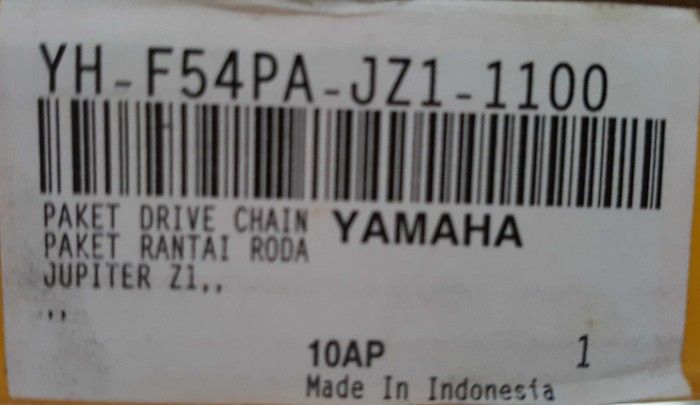 YH-F54PA-JZ1-1100
PAKET DRIVE CHAIN YAMAHA
PAKET RANTAI RODA
JUPITER Z1,,
,,
10AP 1
Made In Indonesia